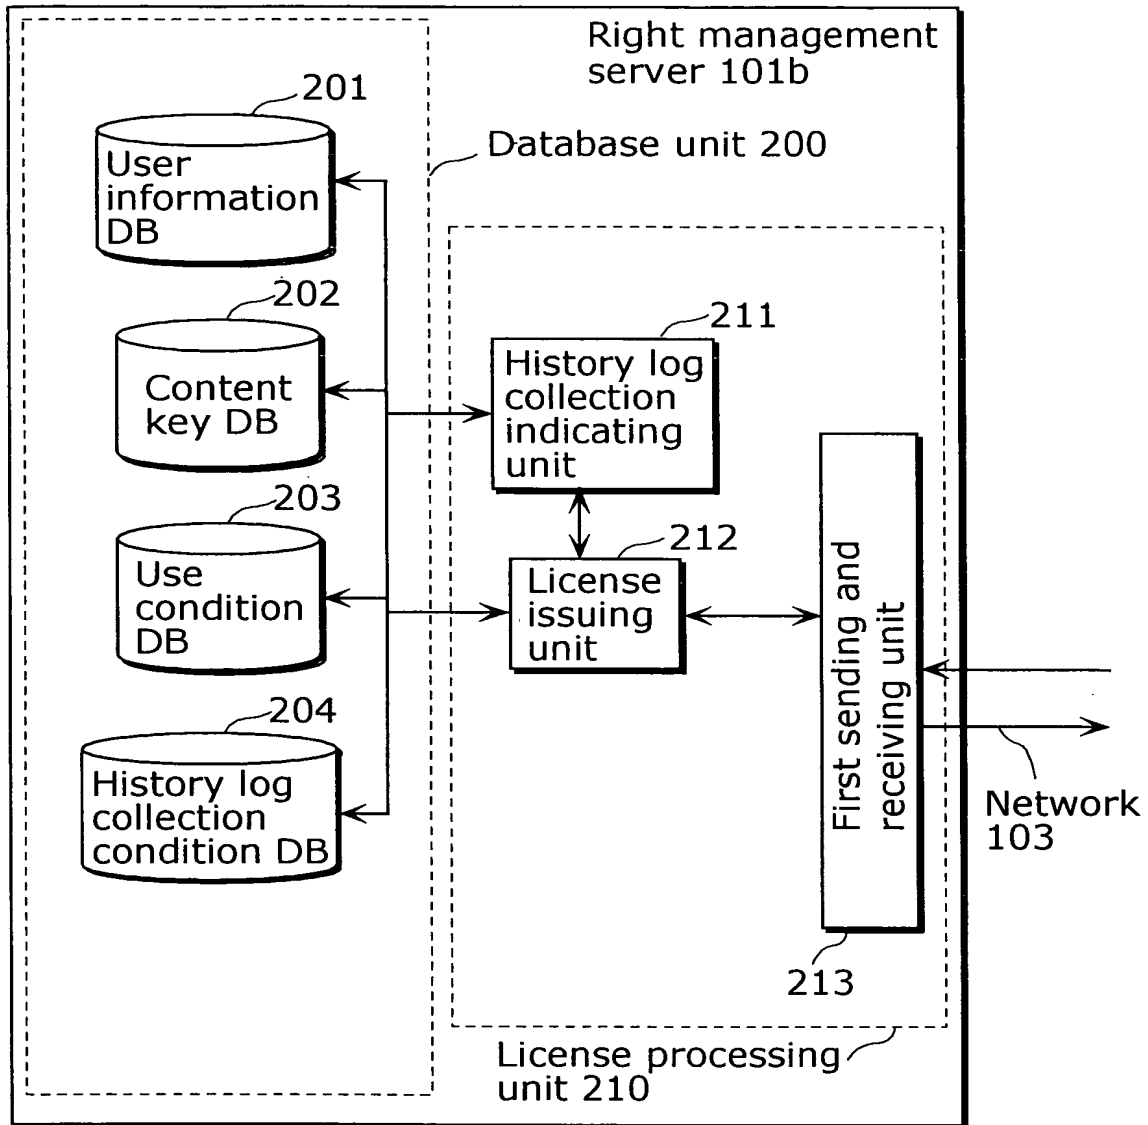 Right management
server 101b
201
User
information
DB
Database unit 200
202
Content
key DB
211
History log
collection
indicating
unit
203
Use
condition
DB
212
License
issuing
unit
First sending and
receiving unit
204
History log
collection
condition DB
Network
103
213
License processing
unit 210